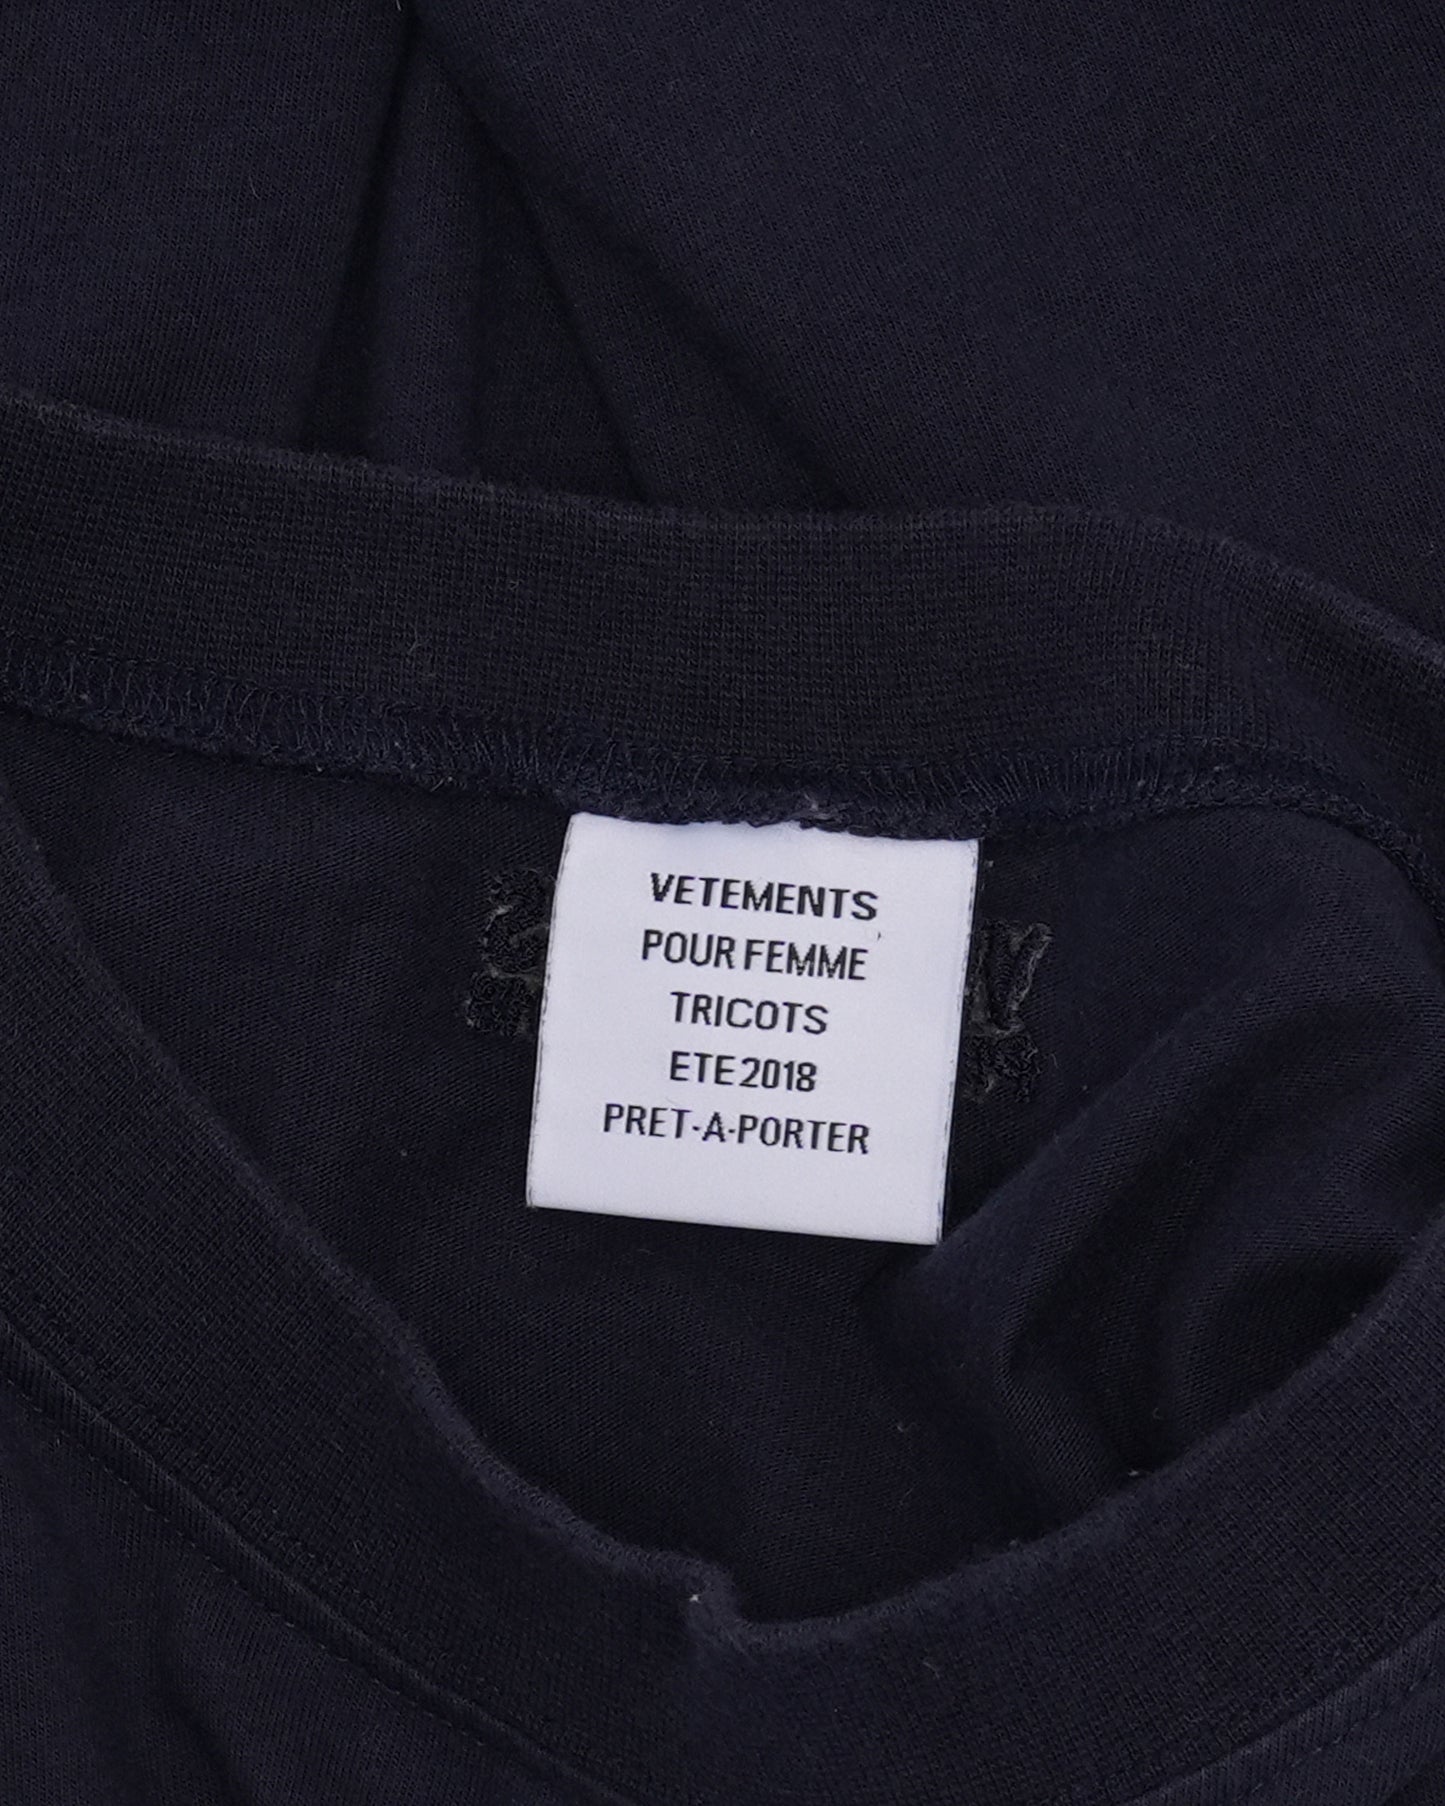 VETEMENTS
POUR FEMME
TRICOTS
ETE 2018
PRET-A-PORTER